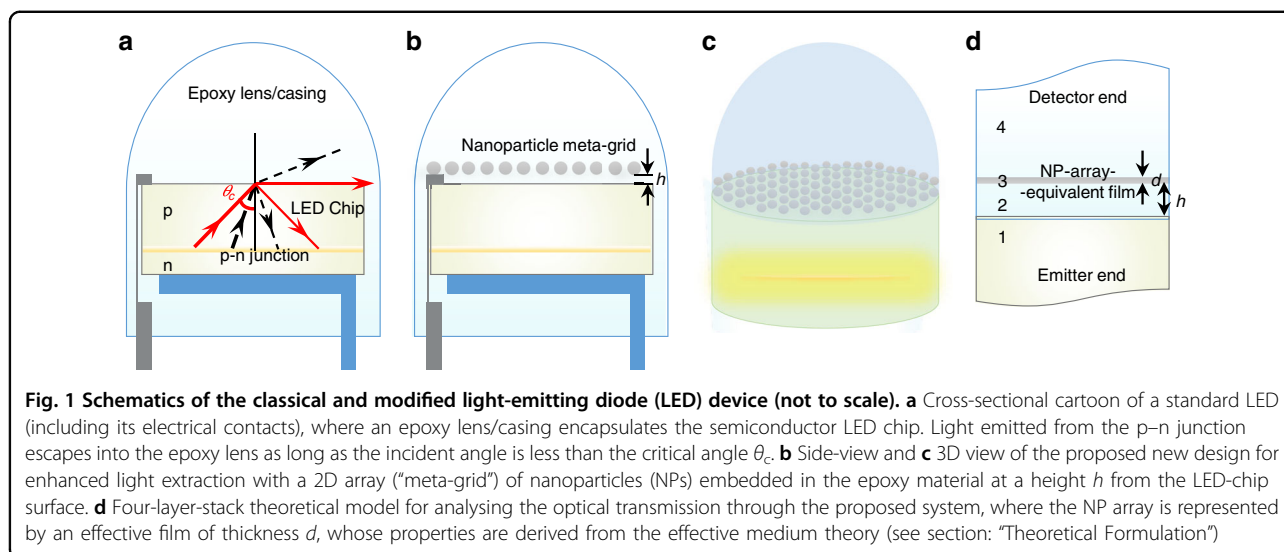 a
b
c
d
Epoxy lens/casing
θc
p
LED Chip
p-n junction
n
Nanoparticle meta-grid
h
Detector end
4
3
NP-array-
-equivalent film
d
2
h
1
Emitter end
Fig. 1 Schematics of the classical and modified light-emitting diode (LED) device (not to scale). a Cross-sectional cartoon of a standard LED
(including its electrical contacts), where an epoxy lens/casing encapsulates the semiconductor LED chip. Light emitted from the p–n junction
escapes into the epoxy lens as long as the incident angle is less than the critical angle θc. b Side-view and c 3D view of the proposed new design for
enhanced light extraction with a 2D array (“meta-grid”) of nanoparticles (NPs) embedded in the epoxy material at a height h from the LED-chip
surface. d Four-layer-stack theoretical model for analysing the optical transmission through the proposed system, where the NP array is represented
by an effective film of thickness d, whose properties are derived from the effective medium theory (see section: “Theoretical Formulation”)